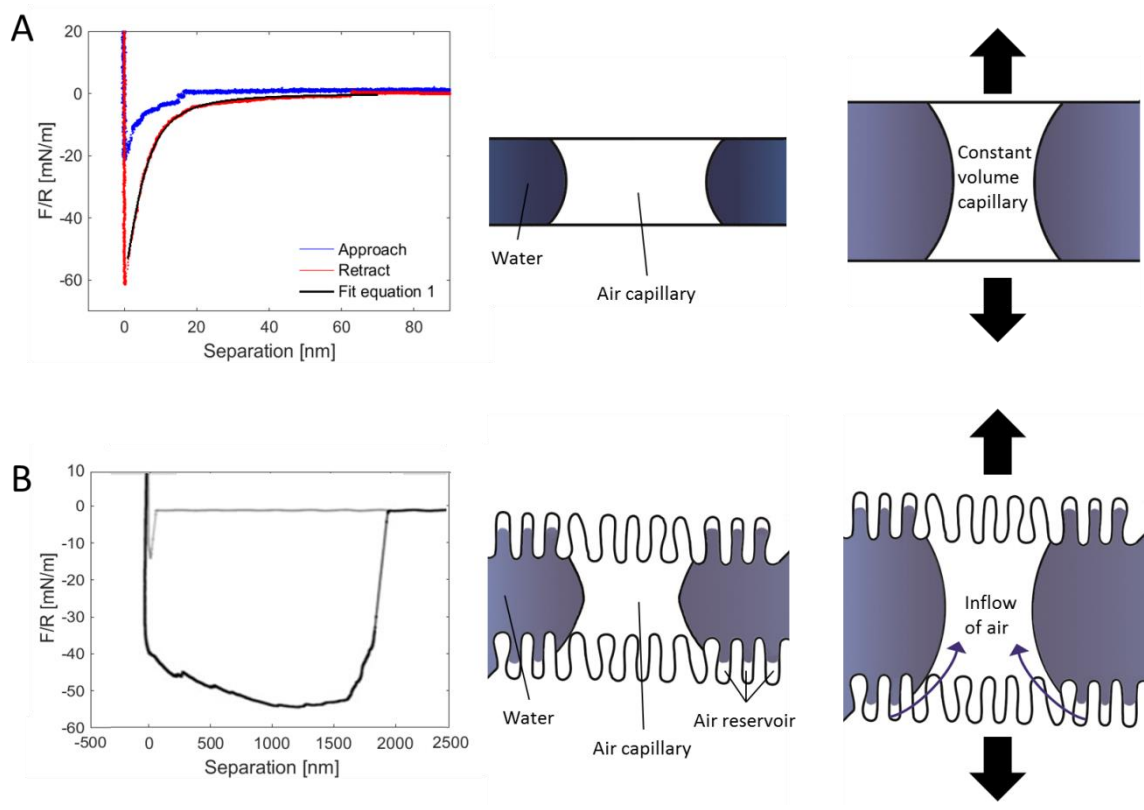 A
20
0
-20
-40
-60
F/R [mN/m]
Approach
Retract
Fit equation 1
0
20
40
60
80
Separation [nm]
Water
Air capillary
Constant
volume
capillary
B
10
0
-10
-20
-30
-40
-50
-60
F/R [mN/m]
-500
0
500
1000
1500
2000
2500
Separation [nm]
Water
Air capillary
Air reservoir
Inflow
of air